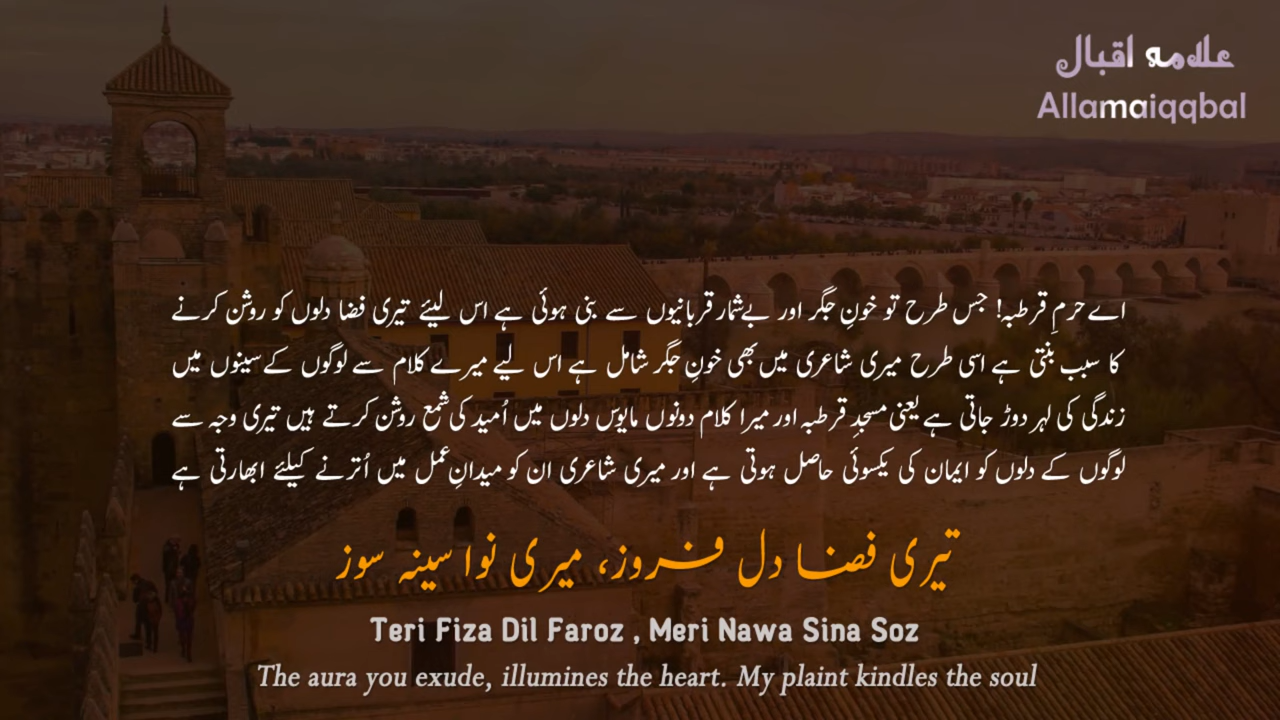 علامہ اقبال
Allamaiqqbal
اے حرمِ قرطبہ! جس طرح تو خونِ جگر اور بےشمار قربانیوں سے بنی ہوئی ہے اس لیئے تیری فضا دلوں کو روشن کرنے
کا سبب بنتی ہے اسی طرح میری شاعری میں بھی خونِ جگر شامل ہے اس لیے میرے کلام سے لوگوں کے سینوں میں
زندگی کی لہر دوڑ جاتی ہے یعنی مسجدِ قرطبہ اور میرا کلام دونوں مایوس دلوں میں اُمید کی شمع روشن کرتے ہیں تیری وجہ سے
لوگوں کے دلوں کو ایمان کی یکسوئی حاصل ہوتی ہے اور میری شاعری ان کو میدانِ عمل میں اُترنے کیلئے ابھارتی ہے
تیری فضا دل فروز، میری نوا سینہ سوز
Teri Fiza Dil Faroz , Meri Nawa Sina Soz
The aura you exude, illumines the heart. My plaint kindles the soul